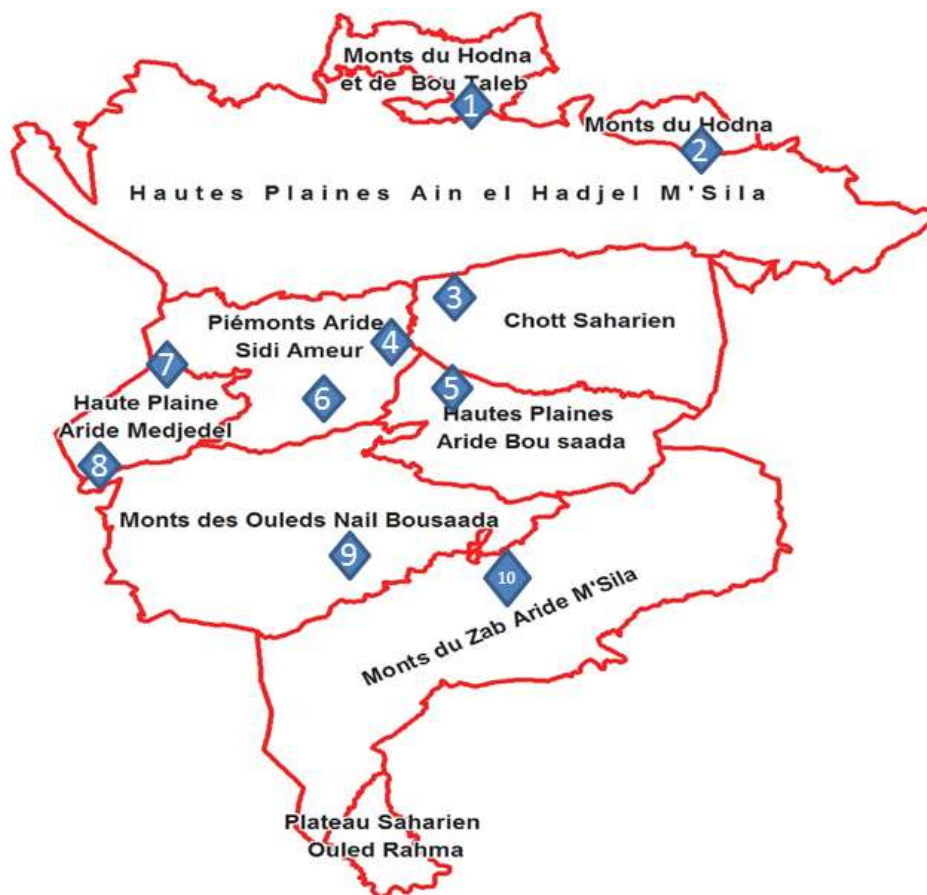 Monts du Hodna
et de Bou Taleb
1
Monts du Hodna
2
Hautes Plaines Ain el Hadjel M'Sila
3
Chott Saharien
Piémonts Aride
Sidi Ameur
4
7
5
6
Haute Plaine
Aride Medjedel
Hautes Plaines
Aride Bou saada
8
Monts des Ouleds Nail Bousaada
9
10
Monts du Zab Aride M'Sila
Plateau Saharien
Ouled Rahma